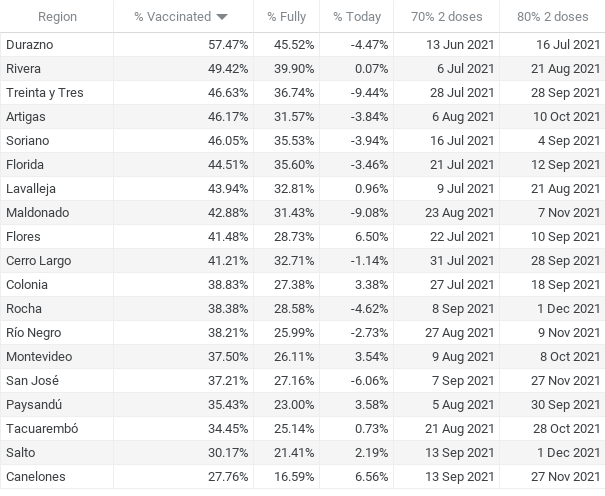 Region % Vaccinated % Fully % Today 70% 2 doses 80% 2 doses
Durazno 57.47% 45.52% -4.47% 13 Jun 2021 16 Jul 2021
Rivera 49.42% 39.90% 0.07% 6 Jul 2021 21 Aug 2021
Treinta y Tres 46.63% 36.74% -9.44% 28 Jul 2021 28 Sep 2021
Artigas 46.17% 31.57% -3.84% 6 Aug 2021 10 Oct 2021
Soriano 46.05% 35.53% -3.94% 16 Jul 2021 4 Sep 2021
Florida 44.51% 35.60% -3.46% 21 Jul 2021 12 Sep 2021
Lavalleja 43.94% 32.81% 0.96% 9 Jul 2021 21 Aug 2021
Maldonado 42.88% 31.43% -9.08% 23 Aug 2021 7 Nov 2021
Flores 41.48% 28.73% 6.50% 22 Jul 2021 10 Sep 2021
Cerro Largo 41.21% 32.71% -1.14% 31 Jul 2021 28 Sep 2021
Colonia 38.83% 27.38% 3.38% 27 Jul 2021 18 Sep 2021
Rocha 38.38% 28.58% -4.62% 8 Sep 2021 1 Dec 2021
Río Negro 38.21% 25.99% -2.73% 27 Aug 2021 9 Nov 2021
Montevideo 37.50% 26.11% 3.54% 9 Aug 2021 8 Oct 2021
San José 37.21% 27.16% -6.06% 7 Sep 2021 27 Nov 2021
Paysandú 35.43% 23.00% 3.58% 5 Aug 2021 30 Sep 2021
Tacuarembó 34.45% 25.14% 0.73% 21 Aug 2021 28 Oct 2021
Salto 30.17% 21.41% 2.19% 13 Sep 2021 1 Dec 2021
Canelones 27.76% 16.59% 6.56% 13 Sep 2021 27 Nov 2021